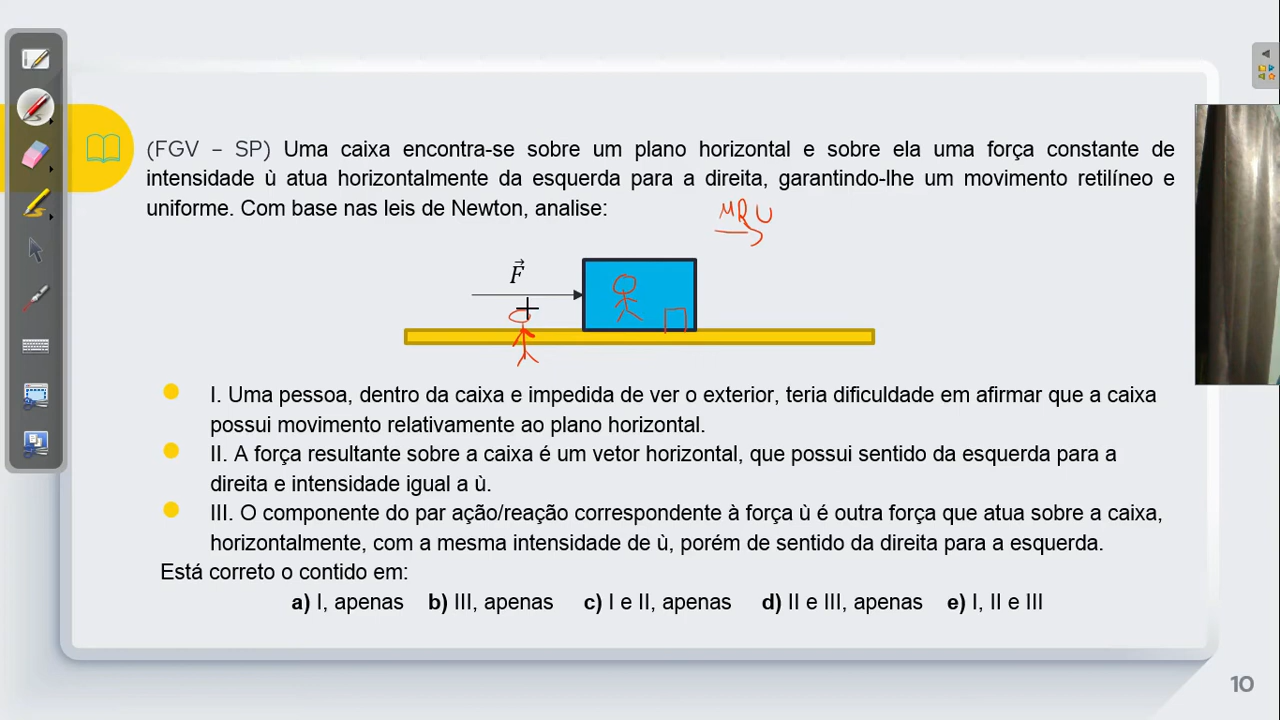 (FGV – SP) Uma caixa encontra-se sobre um plano horizontal e sobre ela uma força constante de
intensidade ù atua horizontalmente da esquerda para a direita, garantindo-lhe um movimento retilíneo e
uniforme. Com base nas leis de Newton, analise:
MRU
F⃗
I. Uma pessoa, dentro da caixa e impedida de ver o exterior, teria dificuldade em afirmar que a caixa
possui movimento relativamente ao plano horizontal.
II. A força resultante sobre a caixa é um vetor horizontal, que possui sentido da esquerda para a
direita e intensidade igual a ù.
III. O componente do par ação/reação correspondente à força ù é outra força que atua sobre a caixa,
horizontalmente, com a mesma intensidade de ù, porém de sentido da direita para a esquerda.
Está correto o contido em:
a) I, apenas b) III, apenas c) I e II, apenas d) II e III, apenas e) I, II e III
10